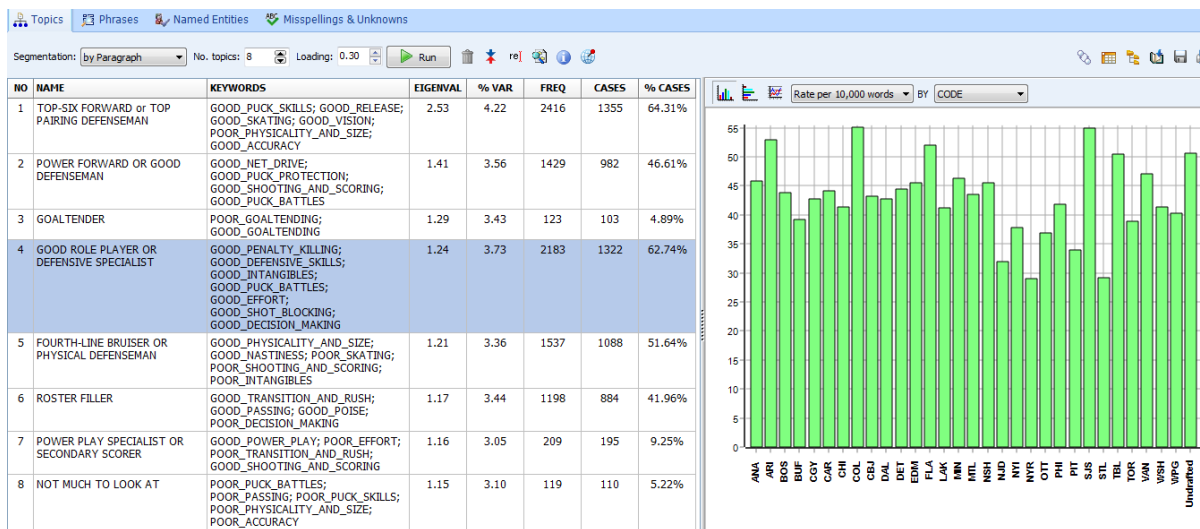 Topics Phrases Named Entities Misspellings & Unknowns
Segmentation: by Paragraph No. topics: 8 Loading: 0.30 Run
NO NAME KEYWORDS EIGENVAL % VAR FREQ CASES % CASES
1 TOP-SIX FORWARD or TOP GOOD_PUCK_SKILLS; GOOD_RELEASE; 2.53 4.22 2416 1355 64.31%
PAIRING DEFENSEMAN GOOD_SKATING; GOOD_VISION;
POOR_PHYSICALITY_AND_SIZE;
GOOD_ACCURACY
2 POWER FORWARD OR GOOD GOOD_NET_DRIVE; 1.41 3.56 1429 982 46.61%
DEFENSEMAN GOOD_PUCK_PROTECTION;
GOOD_SHOOTING_AND_SCORING;
GOOD_PUCK_BATTLES
3 GOALTENDER POOR_GOALTENDING; 1.29 3.43 123 103 4.89%
GOOD_GOALTENDING
4 GOOD ROLE PLAYER OR GOOD_PENALTY_KILLING; 1.24 3.73 2183 1322 62.74%
DEFENSIVE SPECIALIST GOOD_DEFENSIVE_SKILLS;
GOOD_INTANGIBLES;
GOOD_PUCK_BATTLES;
GOOD_EFFORT;
GOOD_SHOT_BLOCKING;
GOOD_DECISION_MAKING
5 FOURTH-LINE BRUISER OR GOOD_PHYSICALITY_AND_SIZE; 1.21 3.36 1537 1088 51.64%
PHYSICAL DEFENSEMAN GOOD_NASTINESS; POOR_SKATING;
POOR_SHOOTING_AND_SCORING;
POOR_INTANGIBLES
6 ROSTER FILLER GOOD_TRANSITION_AND_RUSH; 1.17 3.44 1198 884 41.96%
GOOD_PASSING; GOOD_POISE;
POOR_DECISION_MAKING
7 POWER PLAY SPECIALIST OR GOOD_POWER_PLAY; POOR_EFFORT; 1.16 3.05 209 195 9.25%
SECONDARY SCORER POOR_TRANSITION_AND_RUSH;
GOOD_SHOOTING_AND_SCORING
8 NOT MUCH TO LOOK AT POOR_PUCK_BATTLES; 1.15 3.10 119 110 5.22%
POOR_PASSING; POOR_PUCK_SKILLS;
POOR_PHYSICALITY_AND_SIZE;
POOR_ACCURACY
Rate per 10,000 words BY CODE
55
50
45
40
35
30
25
20
15
10
5
0
ANA ARI BOS BUF CGY CAR CHI COL CBJ DAL DET EDM FLA LAK MIN MTL NSH NJD NYI NYR OTT PHI PIT SJS STL TBL TOR VAN WSH WPG Undrafted